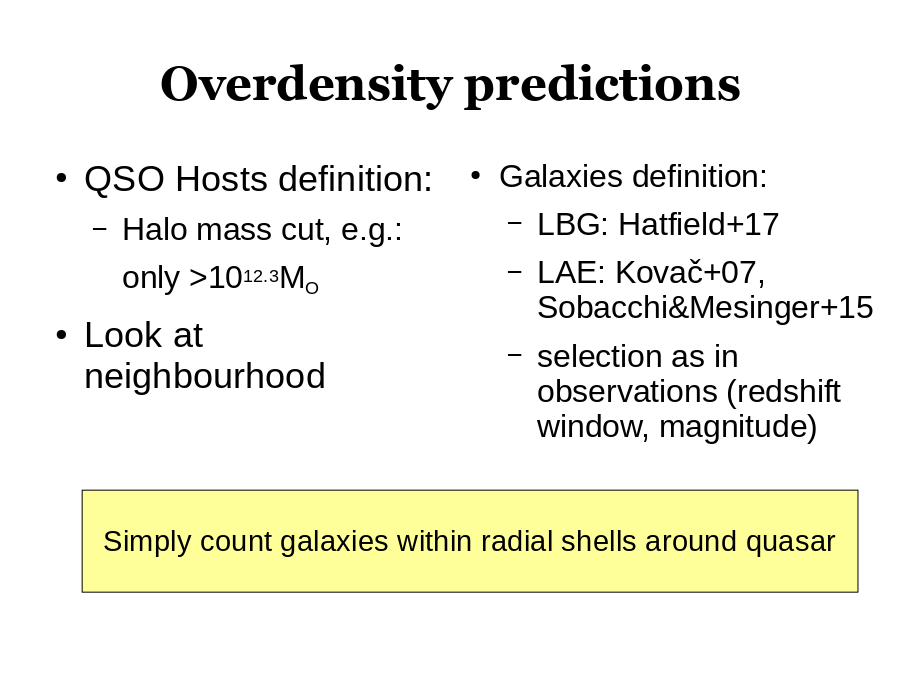 Overdensity predictions
• QSO Hosts definition:
– Halo mass cut, e.g.:
only >10^12.3 M_O
• Look at
neighbourhood
• Galaxies definition:
– LBG: Hatfield+17
– LAE: Kovač+07,
Sobacchi&Mesinger+15
– selection as in
observations (redshift
window, magnitude)
Simply count galaxies within radial shells around quasar